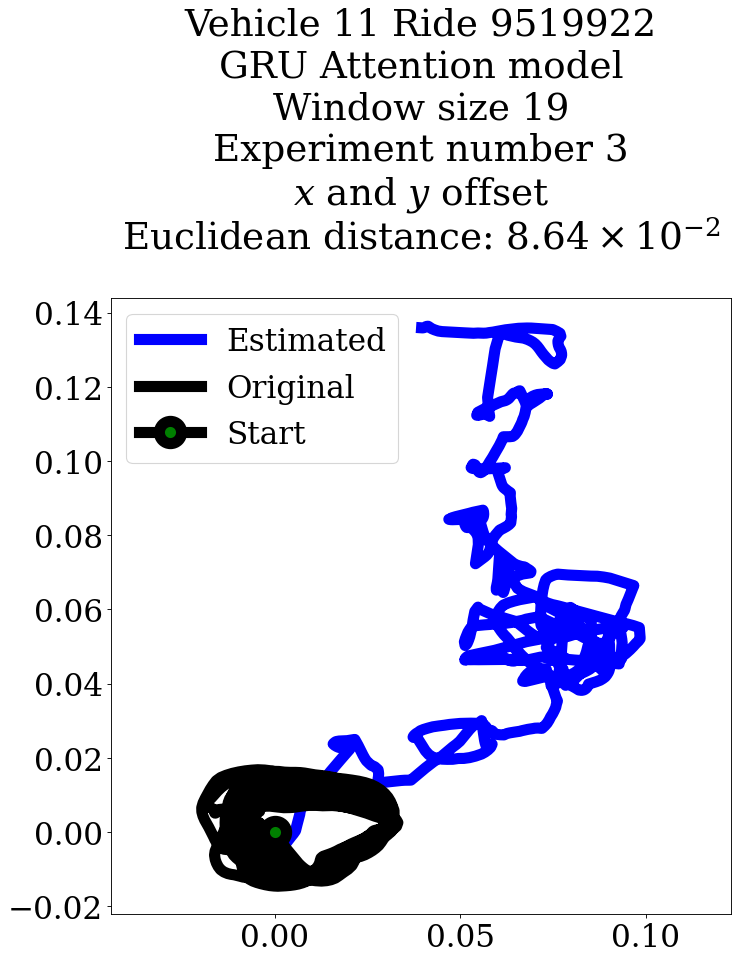 Vehicle 11 Ride 9519922
GRU Attention model
Window size 19
Experiment number 3
x and y offset
Euclidean distance: 8.64 × 10⁻²
Estimated
Original
Start
0.14
0.12
0.10
0.08
0.06
0.04
0.02
0.00
−0.02
0.00 0.05 0.10